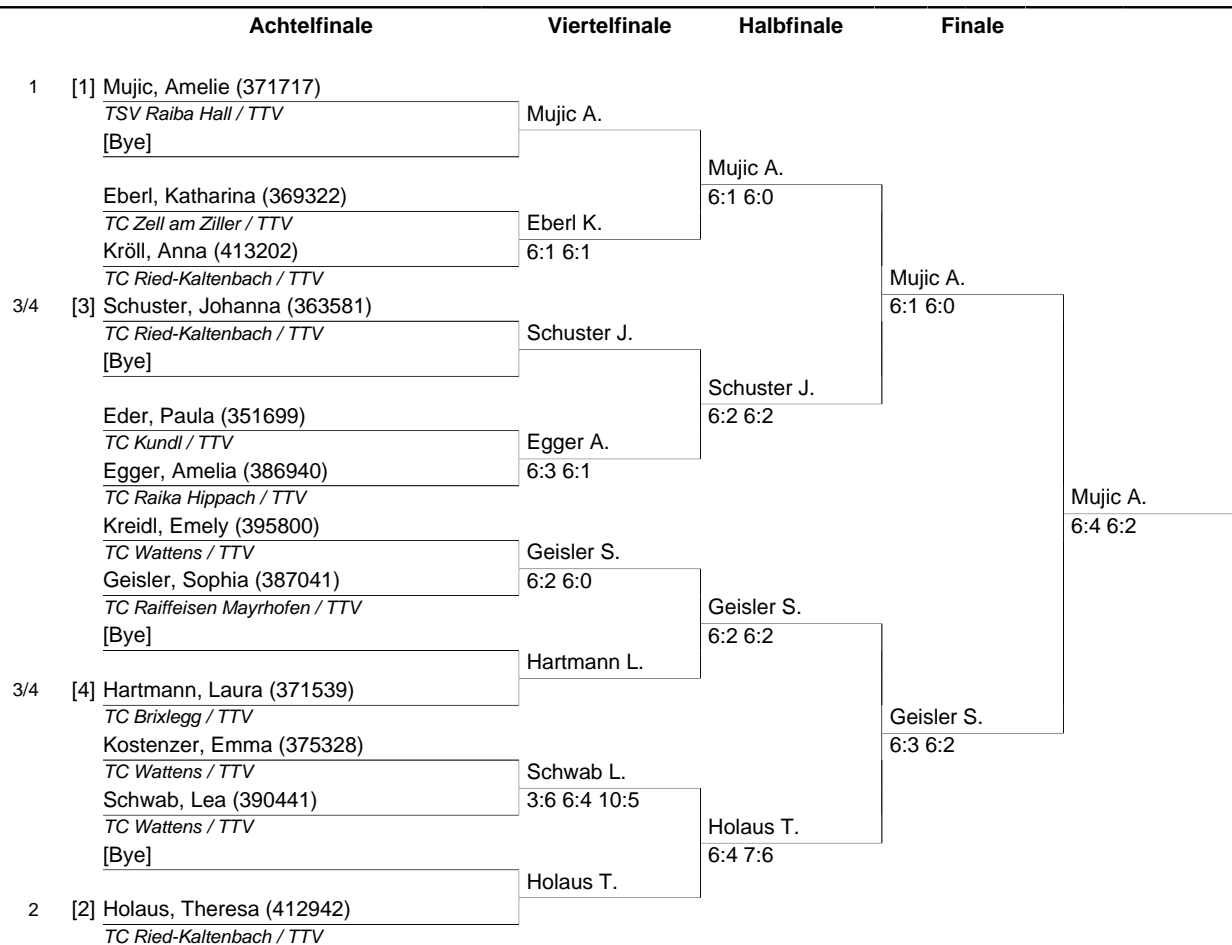 Achtelfinale Viertelfinale Halbfinale Finale
1 [1] Mujic, Amelie (371717)
TSV Raiba Hall / TTV Mujic A.
[Bye]
Mujic A.
Eberl, Katharina (369322) 6:1 6:0
TC Zell am Ziller / TTV Eberl K.
Kröll, Anna (413202) 6:1 6:1
TC Ried-Kaltenbach / TTV Mujic A.
3/4 [3] Schuster, Johanna (363581) 6:1 6:0
TC Ried-Kaltenbach / TTV Schuster J.
[Bye]
Schuster J.
Eder, Paula (351699) 6:2 6:2
TC Kundl / TTV Egger A.
Egger, Amelia (386940) 6:3 6:1
TC Raika Hippach / TTV Mujic A.
Kreidl, Emely (395800) 6:4 6:2
TC Wattens / TTV Geisler S.
Geisler, Sophia (387041) 6:2 6:0
TC Raiffeisen Mayrhofen / TTV Geisler S.
[Bye] 6:2 6:2
Hartmann L.
3/4 [4] Hartmann, Laura (371539)
TC Brixlegg / TTV Geisler S.
Kostenzer, Emma (375328) 6:3 6:2
TC Wattens / TTV Schwab L.
Schwab, Lea (390441) 3:6 6:4 10:5
TC Wattens / TTV Holaus T.
[Bye] 6:4 7:6
Holaus T.
2 [2] Holaus, Theresa (412942)
TC Ried-Kaltenbach / TTV